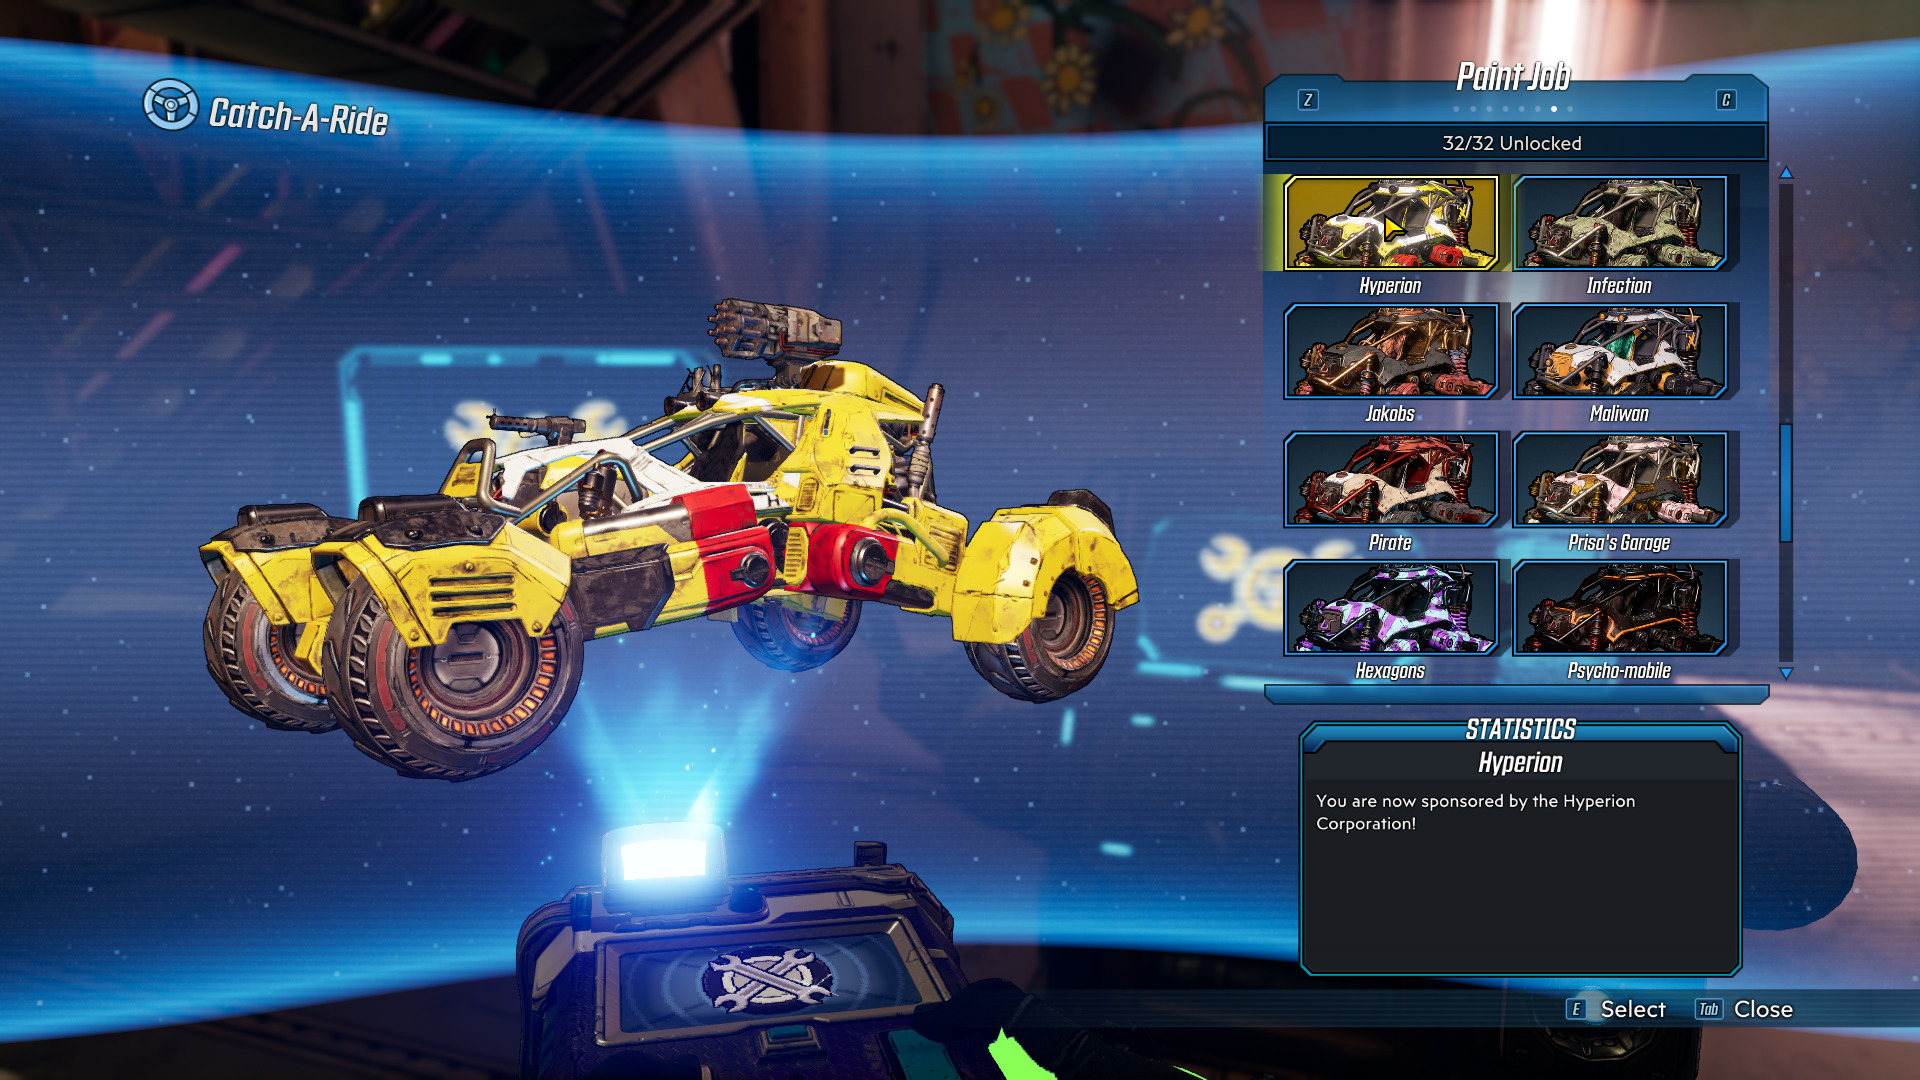 Catch-A-Ride
Paint Job
Z
C
32/32 Unlocked
Hyperion
Infection
Jakobs
Maliwan
Pirate
Prisa's Garage
Hexagons
Psycho-mobile
STATISTICS
Hyperion
You are now sponsored by the Hyperion
Corporation!
E Select
Tab Close